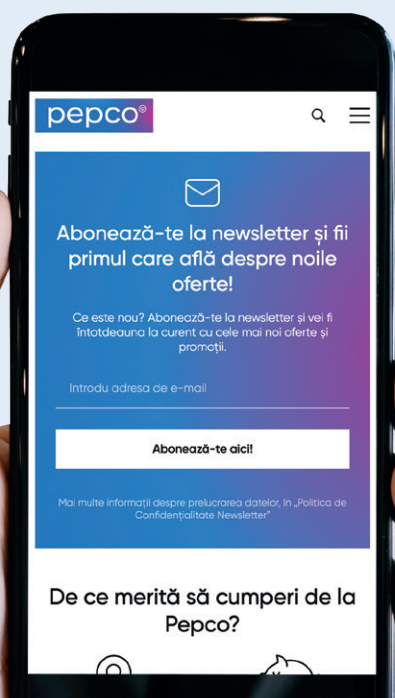 pepco®
Abonează-te la newsletter și fii
primul care află despre noile
oferte!
Ce este nou? Abonează-te la newsletter și vei fi
întotdeauna la curent cu cele mai noi oferte și
promoții.
Introdu adresa de e-mail
Abonează-te aici!
Mai multe informații despre prelucrarea datelor, în „Politica de
Confidențialitate Newsletter”
De ce merită să cumperi de la
Pepco?